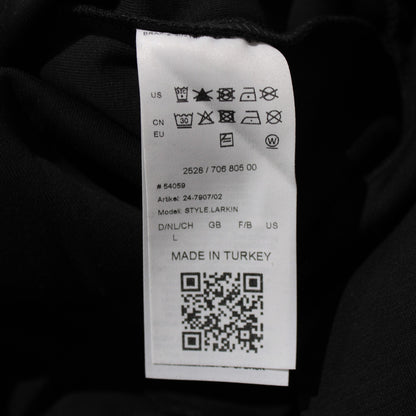 US
CN
30
EU
W
2528 / 706 805 00
# 54059
Artikel: 24-7907/02
Modell: STYLE.LARKIN
D/NL/CH GB F/B US
L
MADE IN TURKEY